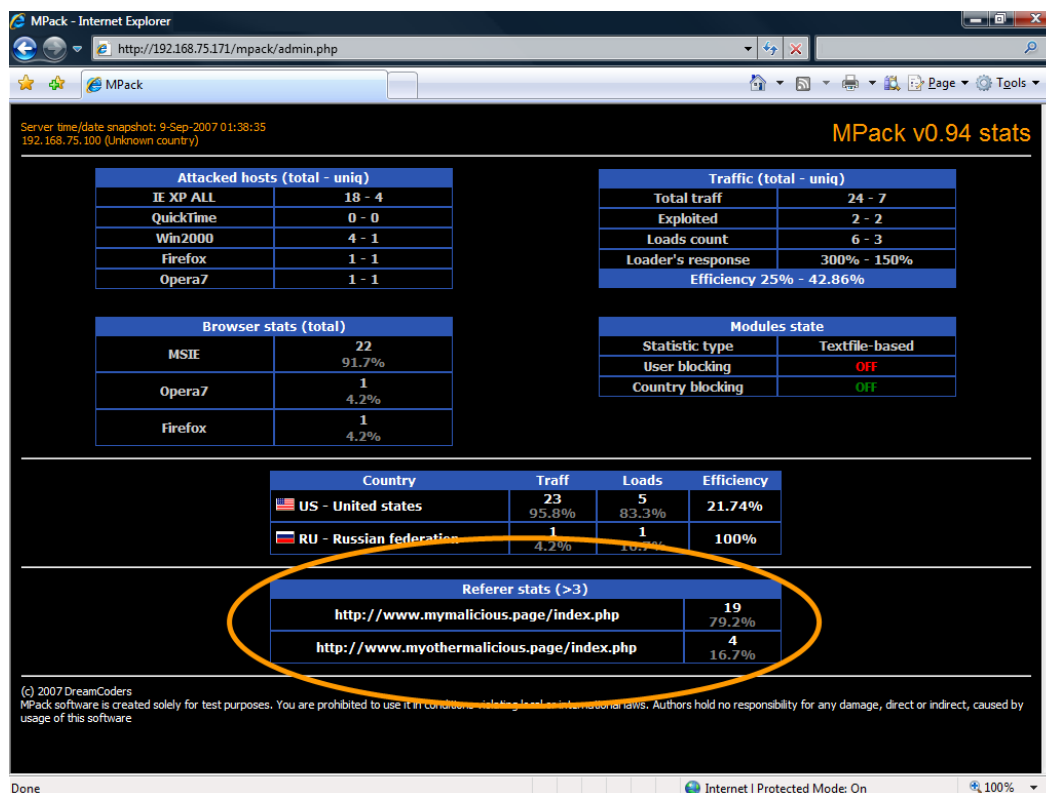 MPack - Internet Explorer
http://192.168.75.171/mpack/admin.php
MPack
Page
Tools
Server time/date snapshot: 9-Sep-2007 01:38:35
192.168.75.100 (Unknown country)
MPack v0.94 stats
Attacked hosts (total - uniq)
IE XP ALL 18 - 4
QuickTime 0 - 0
Win2000 4 - 1
Firefox 1 - 1
Opera7 1 - 1
Traffic (total - uniq)
Total traff 24 - 7
Exploited 2 - 2
Loads count 6 - 3
Loader's response 300% - 150%
Efficiency 25% - 42.86%
Browser stats (total)
MSIE 22
91.7%
Opera7 1
4.2%
Firefox 1
4.2%
Modules state
Statistic type Textfile-based
User blocking OFF
Country blocking OFF
Country Traff Loads Efficiency
US - United states 23 5 21.74%
95.8% 83.3%
RU - Russian federation 1 1 100%
4.2% 16.7%
Referer stats (>3)
http://www.mymalicious.page/index.php 19
79.2%
http://www.myothermalicious.page/index.php 4
16.7%
(c) 2007 DreamCoders
MPack software is created solely for test purposes. You are prohibited to use it in conditions violating local or international laws. Authors hold no responsibility for any damage, direct or indirect, caused by
usage of this software
Done
Internet | Protected Mode: On
100%